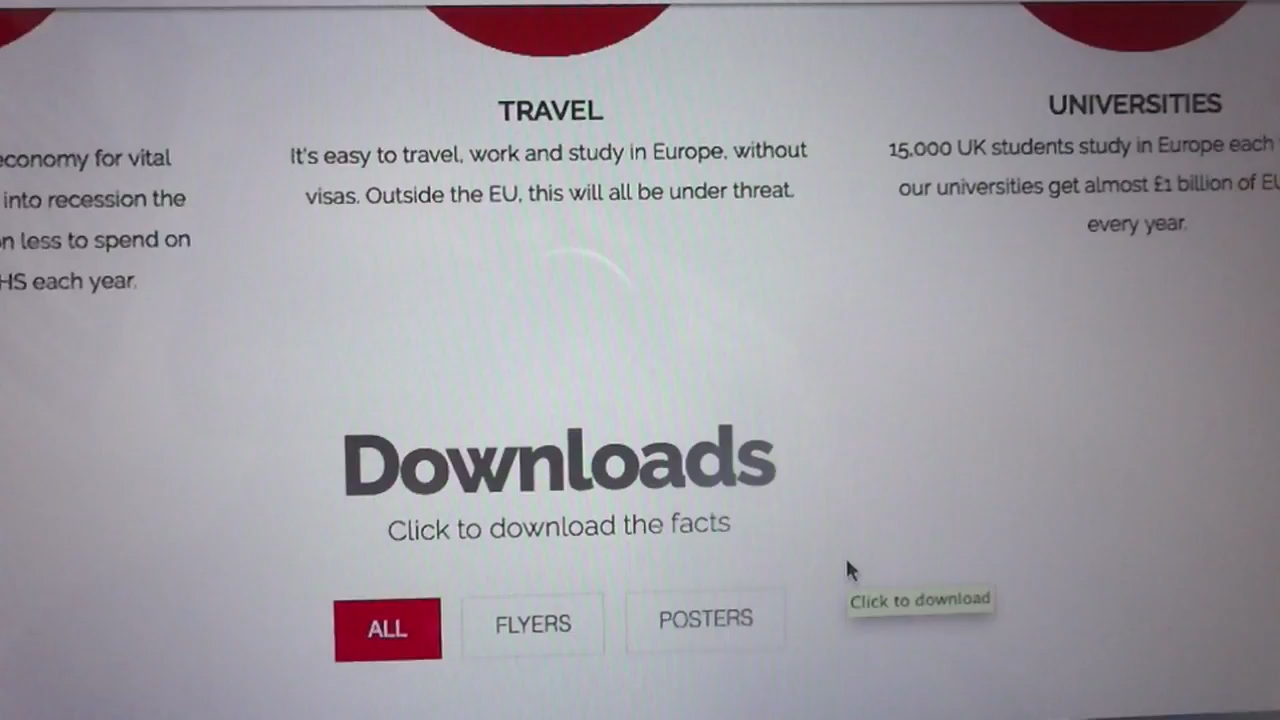 economy for vital
into recession the
less to spend on
each year.
TRAVEL
It's easy to travel, work and study in Europe, without
visas. Outside the EU, this will all be under threat.
UNIVERSITIES
15,000 UK students study in Europe each
our universities get almost £1 billion of
every year.
Downloads
Click to download the facts
ALL
FLYERS
POSTERS
Click to download